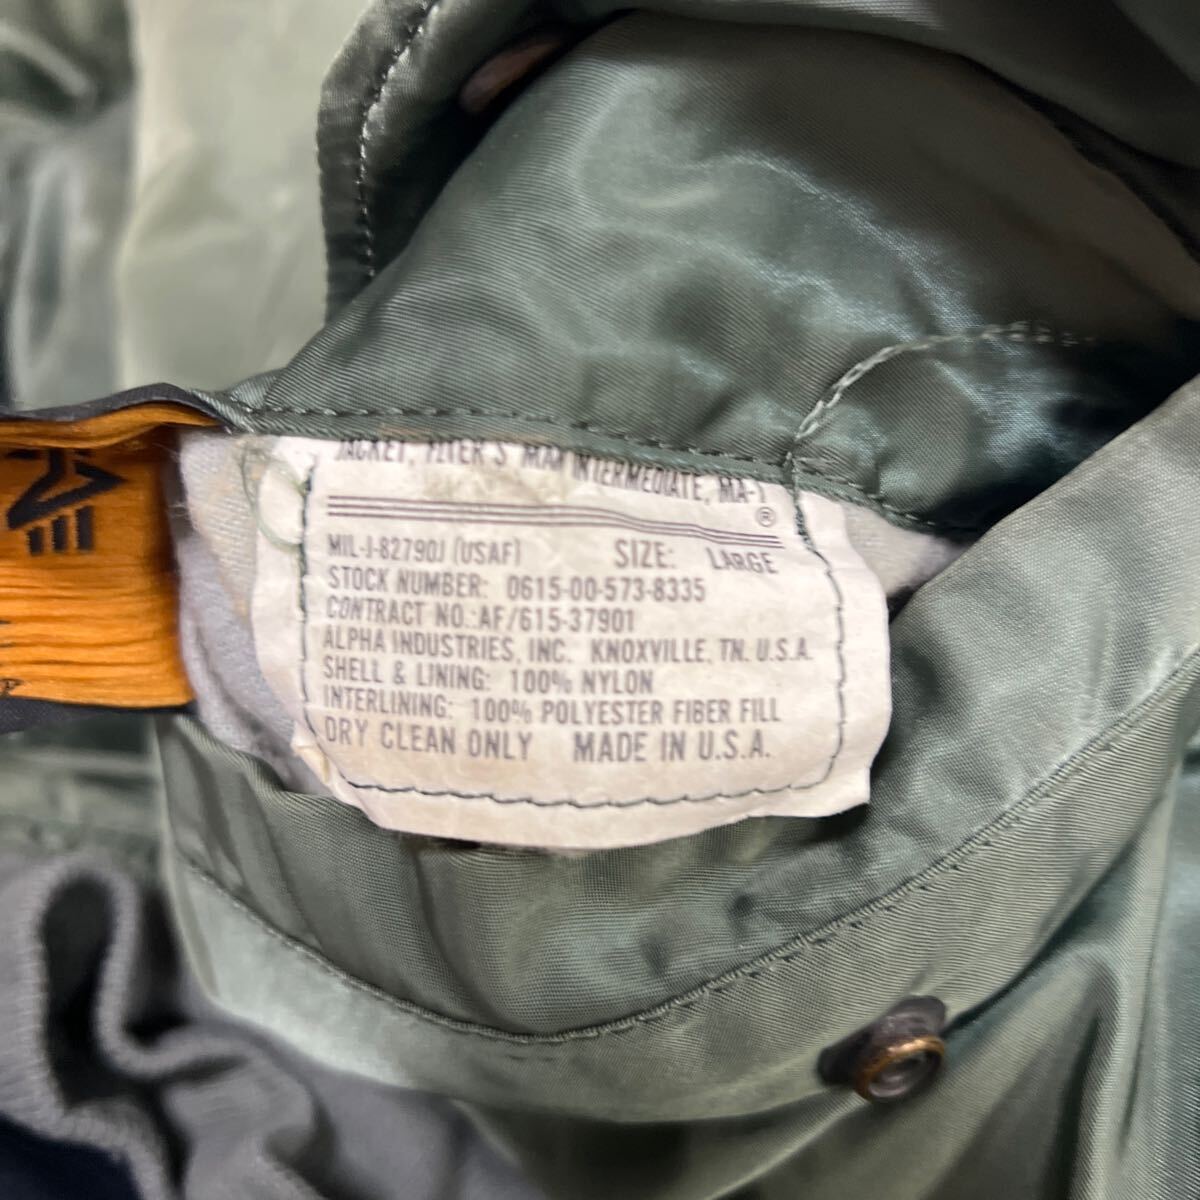 JACKET, FLYER'S MAN INTERMEDIATE, MA-1
®
MIL-J-82790J (USAF) SIZE: LARGE
STOCK NUMBER: 0615-00-573-8335
CONTRACT NO.:AF/615-37901
ALPHA INDUSTRIES, INC. KNOXVILLE, TN. U.S.A.
SHELL & LINING: 100% NYLON
INTERLINING: 100% POLYESTER FIBER FILL
DRY CLEAN ONLY MADE IN U.S.A.